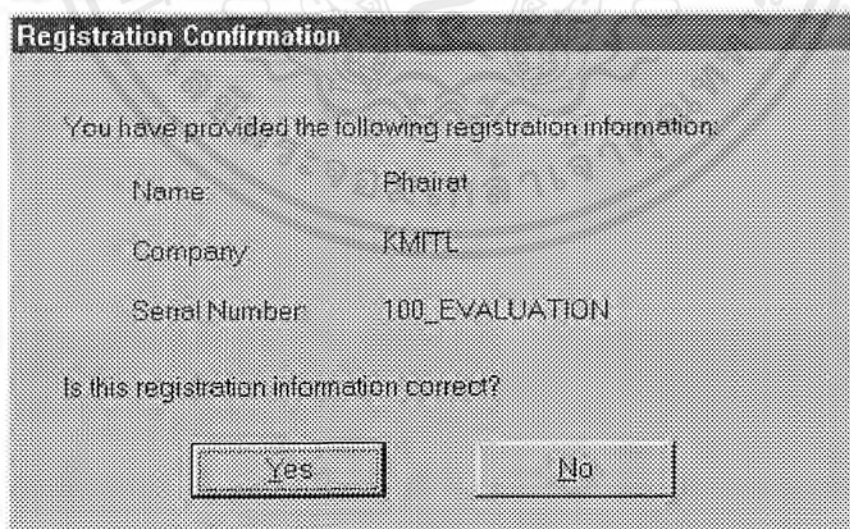 Registration Confirmation
You have provided the following registration information:
Name: Phairat
Company: KMITL
Serial Number: 100_EVALUATION
Is this registration information correct?
Yes No